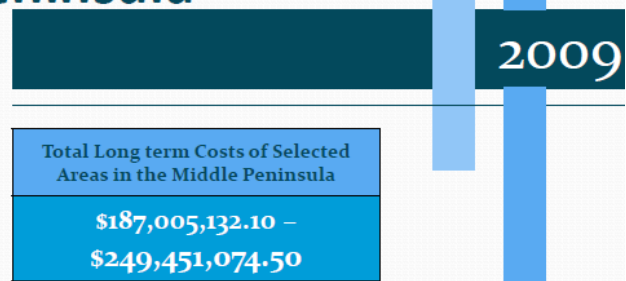 2009
Total Long term Costs of Selected
Areas in the Middle Peninsula
$187,005,132.10 –
$249,451,074.50